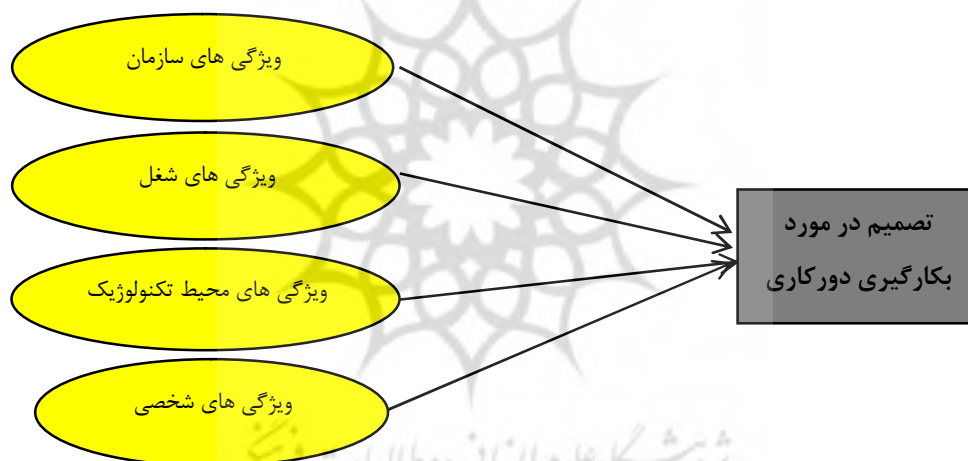 ویژگی های سازمان
ویژگی های شغل
ویژگی های محیط تکنولوژیک
ویژگی های شخصی
تصمیم در مورد
بکارگیری دورکاری